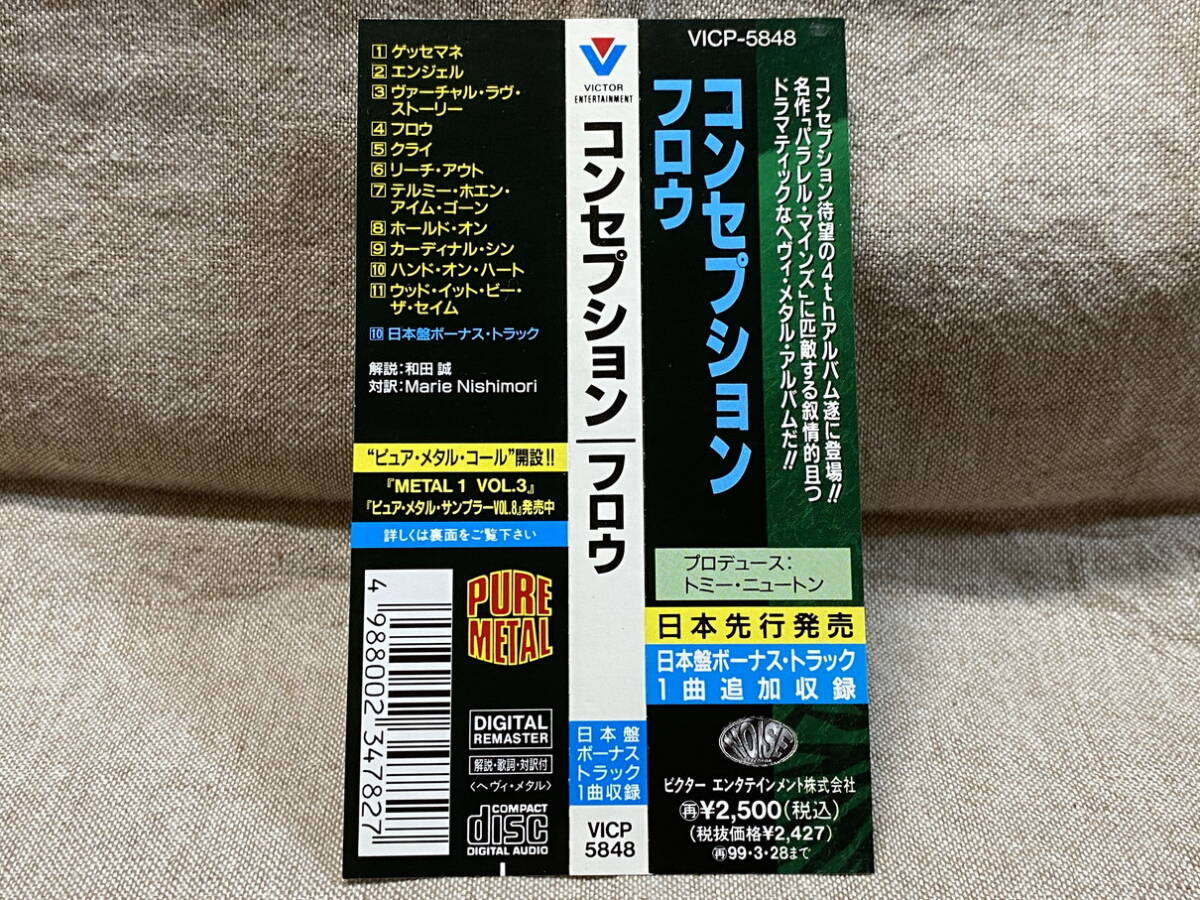 1 ゲッセマネ
2 エンジェル
3 ヴァーチャル・ラヴ・
ストーリー
4 フロウ
5 クライ
6 リーチ・アウト
7 テルミー・ホエン・
アイム・ゴーン
8 ホールド・オン
9 カーディナル・シン
10 ハンド・オン・ハート
11 ウッド・イット・ビー・
ザ・セイム
10 日本盤ボーナス・トラック
解説:和田 誠
対訳:Marie Nishimori
“ピュア・メタル・コール”開設!!
『METAL 1 VOL.3』
『ピュア・メタル・サンプラーVOL.8』発売中
詳しくは裏面をご覧下さい
4 988002 347827
PURE
METAL
DIGITAL
REMASTER
解説・歌詞・対訳付
〈ヘヴィ・メタル〉
COMPACT
disc
DIGITAL AUDIO
VICTOR
ENTERTAINMENT
コンセプション/フロウ
日本盤
ボーナス
トラック
1曲収録
VICP
5848
VICP-5848
コンセプション
フロウ
コンセプション待望の4thアルバム遂に登場!!
名作「パラレル・マインズ」に匹敵する叙情的且つ
ドラマティックなヘヴィ・メタル・アルバムだ!!
プロデュース:
トミー・ニュートン
日本先行発売
日本盤ボーナス・トラック
1曲追加収録
NOISE
ビクター エンタテインメント株式会社
再¥2,500(税込)
(税抜価格¥2,427)
再99・3・28まで